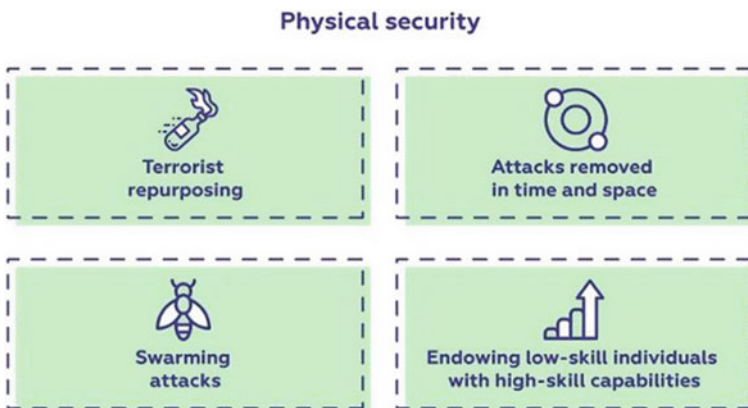 Physical security
Terrorist
repurposing
Attacks removed
in time and space
Swarming
attacks
Endowing low-skill individuals
with high-skill capabilities